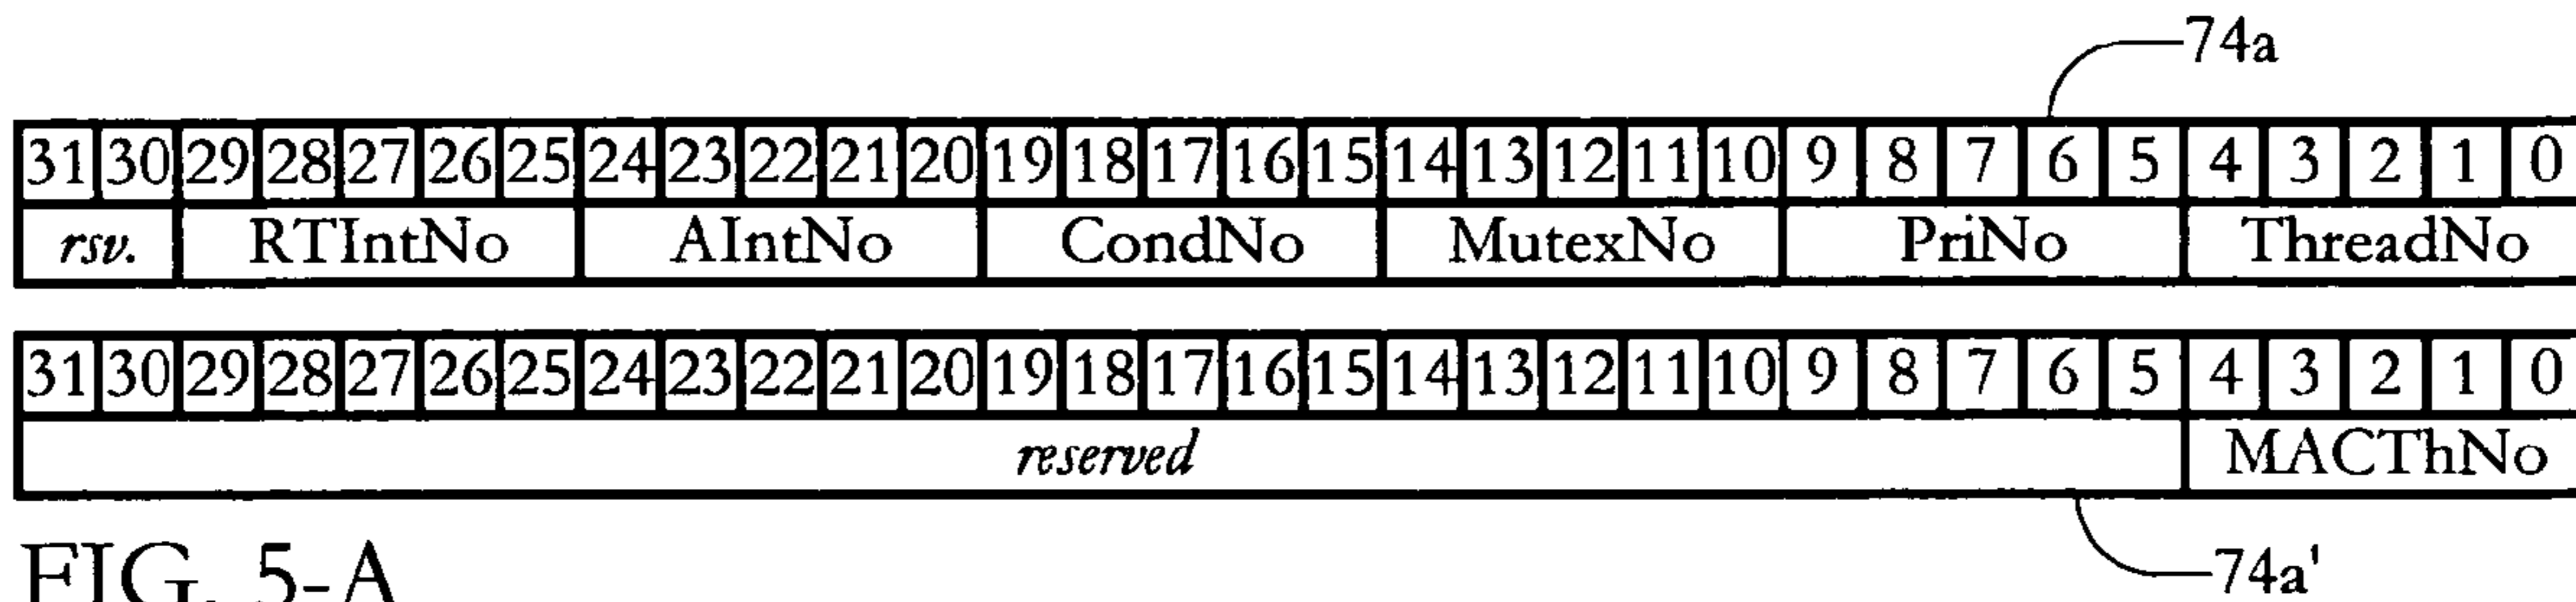 74a
31 30 29 28 27 26 25 24 23 22 21 20 19 18 17 16 15 14 13 12 11 10 9 8 7 6 5 4 3 2 1 0
rsv. RTIntNo AIntNo CondNo MutexNo PriNo ThreadNo
31 30 29 28 27 26 25 24 23 22 21 20 19 18 17 16 15 14 13 12 11 10 9 8 7 6 5 4 3 2 1 0
reserved MACThNo
74a'
FIG. 5-A